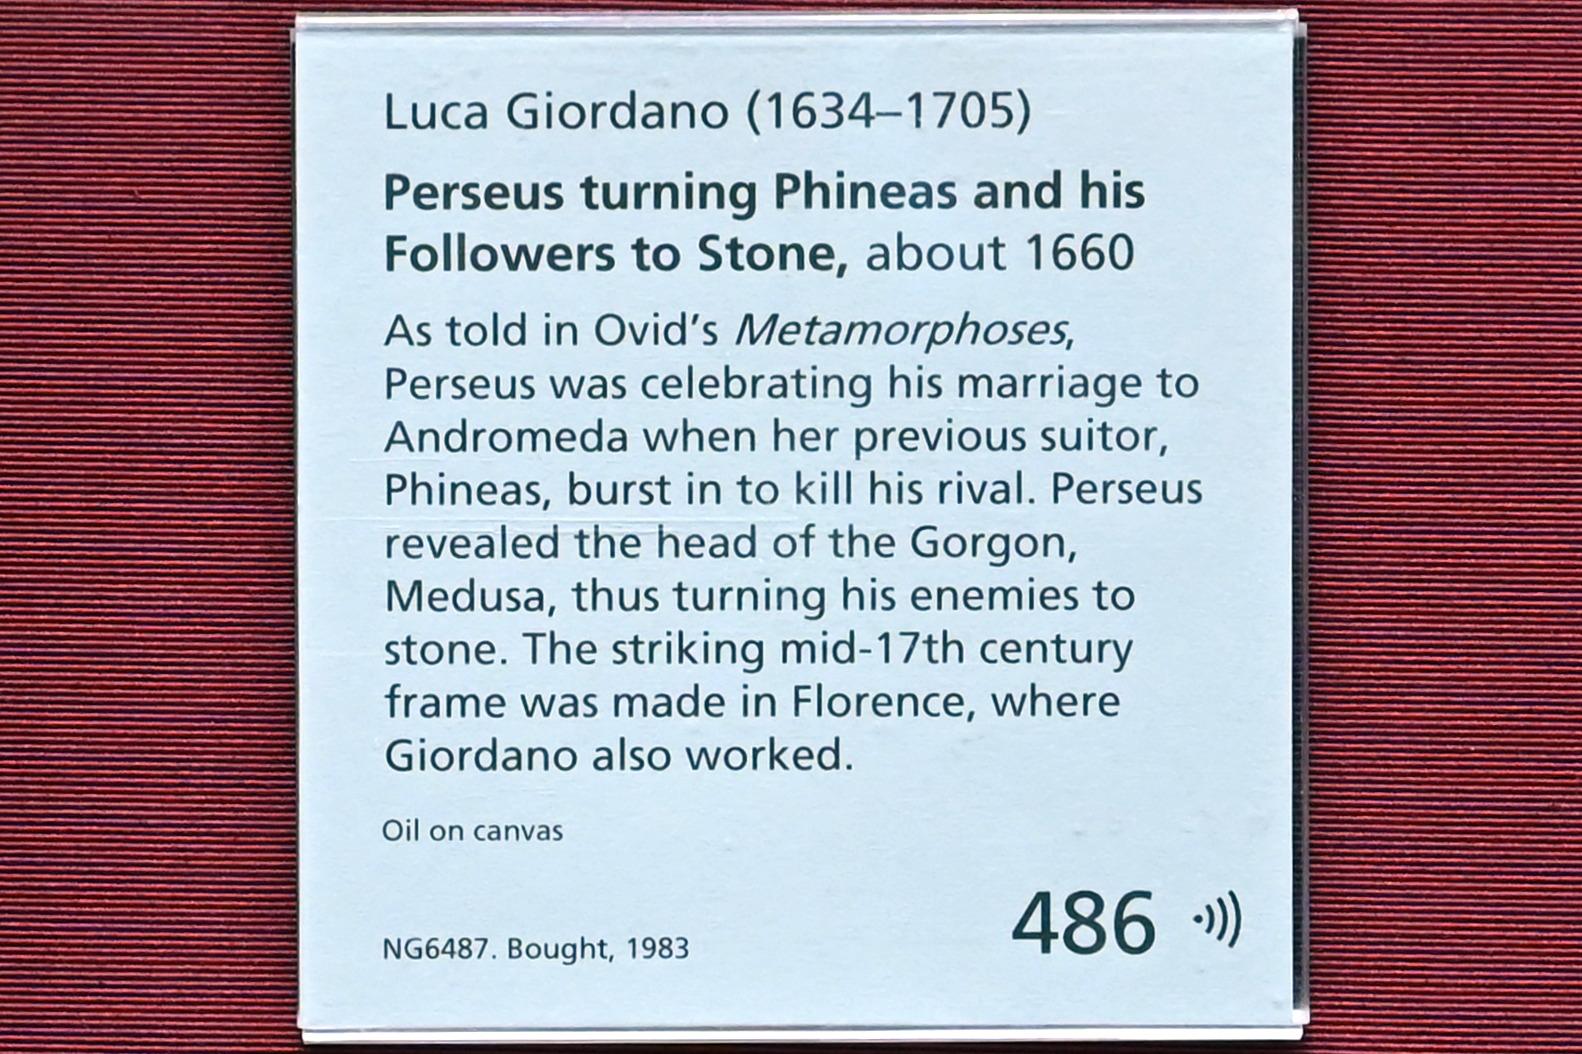 Luca Giordano (1634–1705)
Perseus turning Phineas and his
Followers to Stone, about 1660
As told in Ovid's Metamorphoses,
Perseus was celebrating his marriage to
Andromeda when her previous suitor,
Phineas, burst in to kill his rival. Perseus
revealed the head of the Gorgon,
Medusa, thus turning his enemies to
stone. The striking mid-17th century
frame was made in Florence, where
Giordano also worked.
Oil on canvas
486
NG6487. Bought, 1983